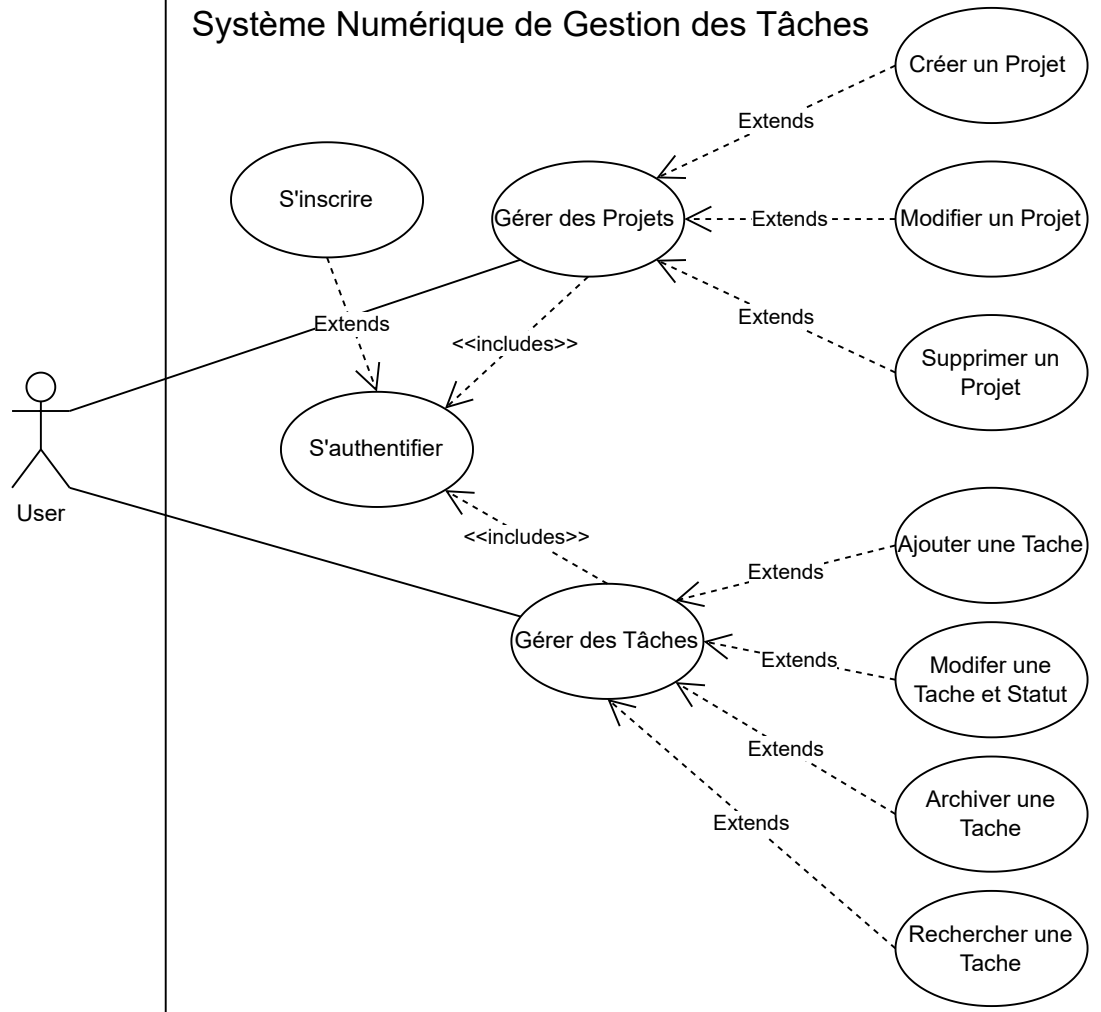 Système Numérique de Gestion des Tâches
Créer un Projet
Extends
S'inscrire
Gérer des Projets
Extends
Modifier un Projet
Extends
Extends
<<includes>>
Supprimer un
Projet
S'authentifier
User
<<includes>>
Ajouter une Tache
Extends
Gérer des Tâches
Extends
Modifer une
Tache et Statut
Extends
Archiver une
Tache
Extends
Rechercher une
Tache